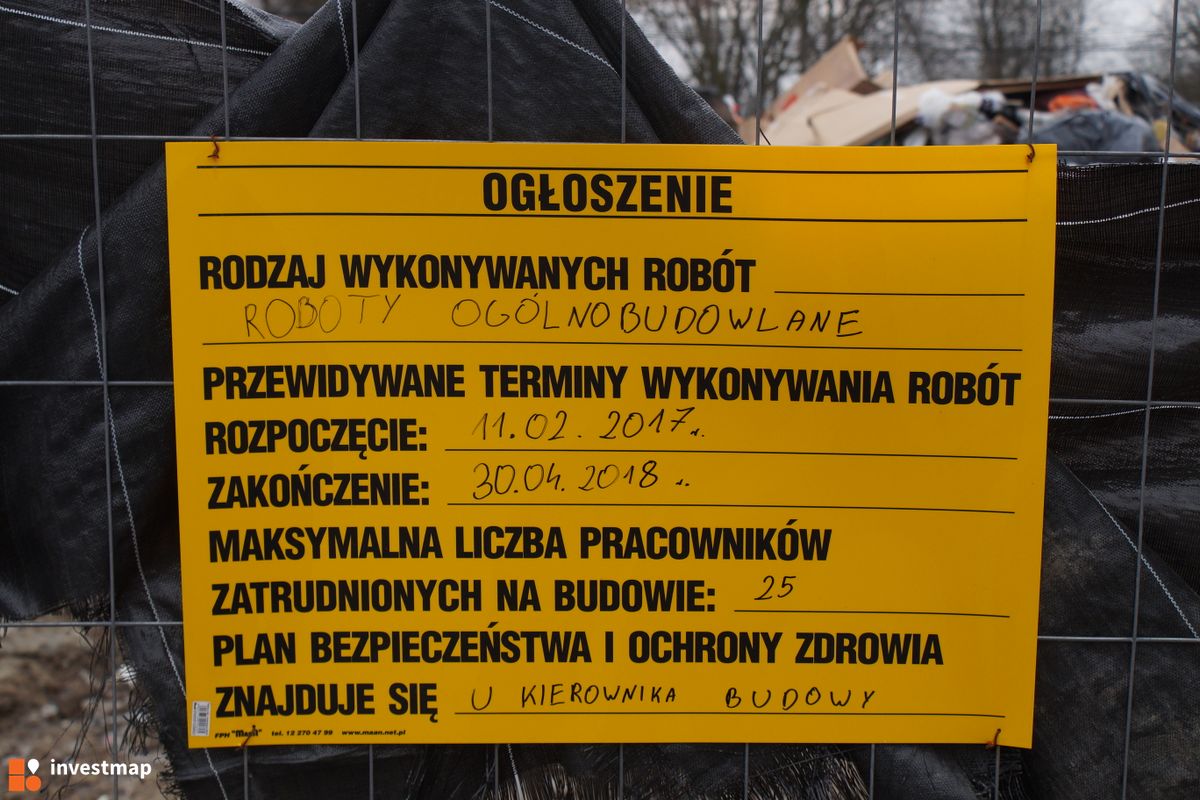 OGŁOSZENIE
RODZAJ WYKONYWANYCH ROBÓT
ROBOTY OGÓLNOBUDOWLANE
PRZEWIDYWANE TERMINY WYKONYWANIA ROBÓT
ROZPOCZĘCIE: 11.02.2017r.
ZAKOŃCZENIE: 30.04.2018r.
MAKSYMALNA LICZBA PRACOWNIKÓW
ZATRUDNIONYCH NA BUDOWIE: 25
PLAN BEZPIECZEŃSTWA I OCHRONY ZDROWIA
ZNAJDUJE SIĘ U KIEROWNIKA BUDOWY
FPH "Maan" tel. 12 270 47 99 www.maan.net.pl
investmap